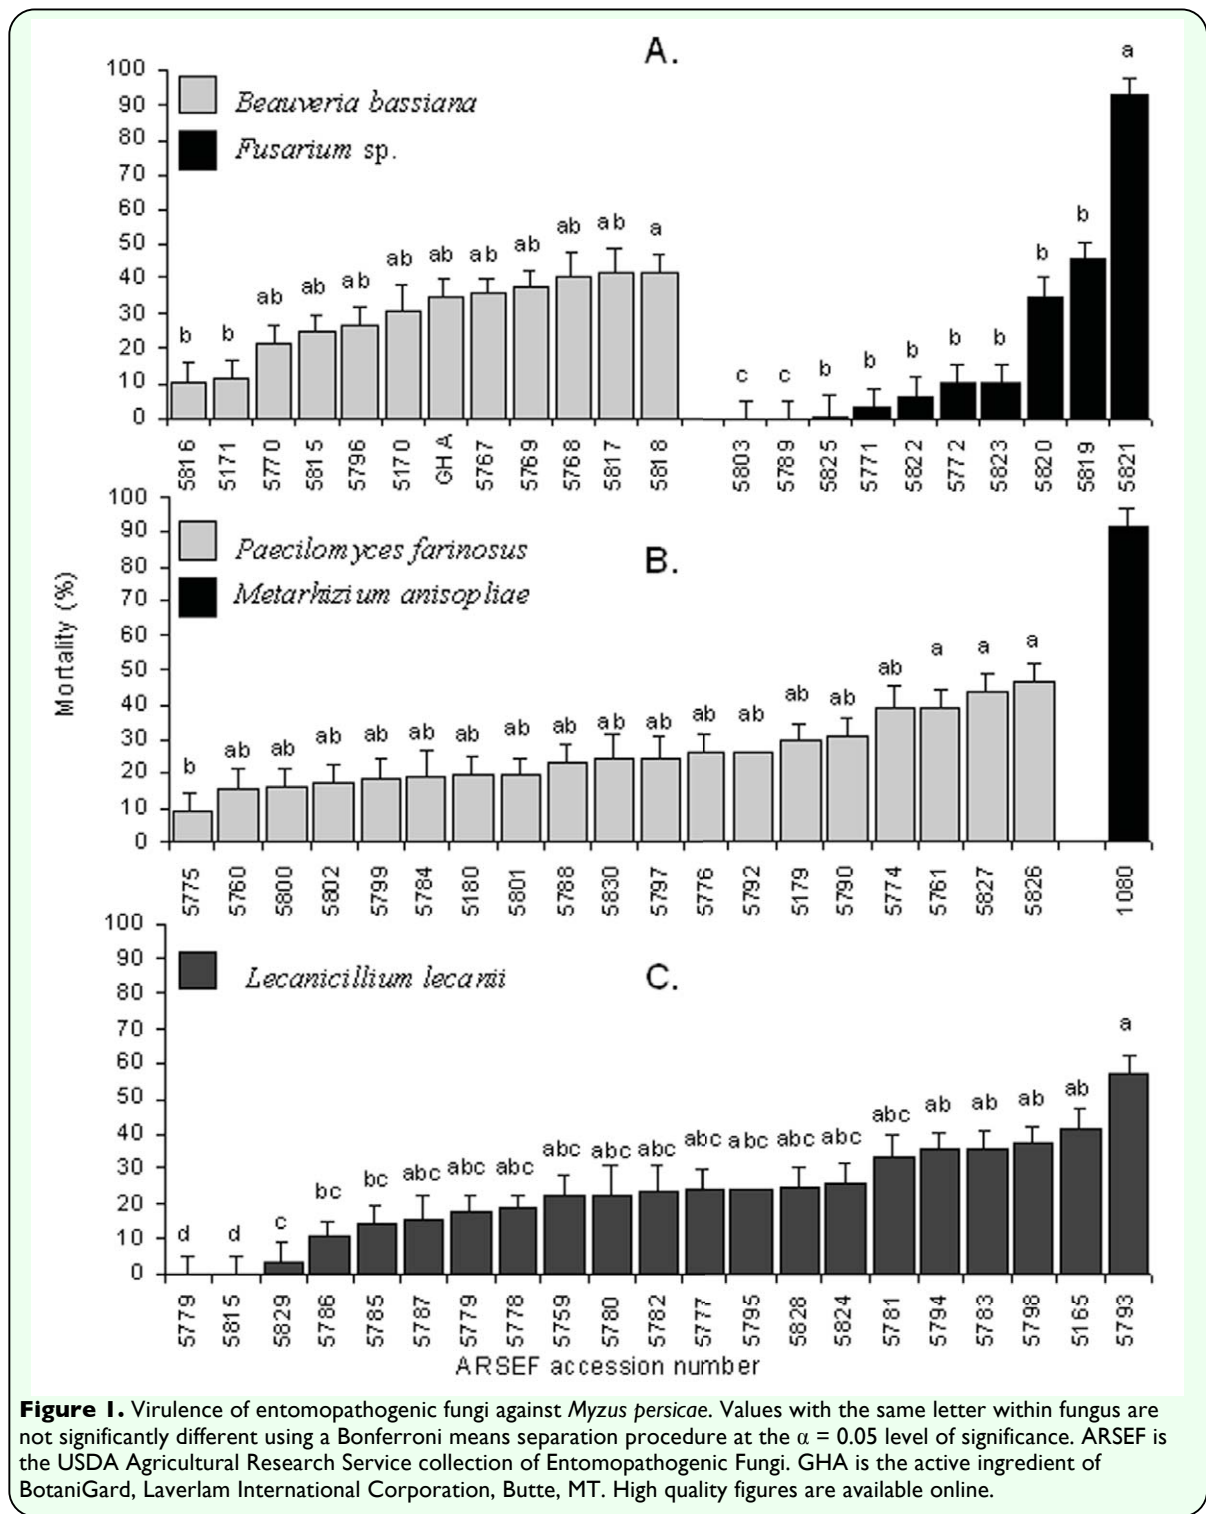 A.
Beauveria bassiana
Fusarium sp.
100
90
80
70
60
50
40
30
20
10
0
b b ab ab ab ab ab ab ab ab ab a c c b b b b b b b a
5816 5171 5770 5815 5796 5170 GHA 5767 5769 5768 5817 5818 5803 5789 5825 5771 5822 5772 5823 5820 5819 5821
B.
Paecilomyces farinosus
Metarhizium anisopliae
Mortality (%)
100
90
80
70
60
50
40
30
20
10
0
b ab ab ab ab ab ab ab ab ab ab ab ab ab ab ab a a a
5775 5760 5800 5802 5799 5784 5180 5801 5788 5830 5797 5776 5792 5179 5790 5774 5761 5827 5826 1080
C.
Lecanicillium lecanii
100
90
80
70
60
50
40
30
20
10
0
d d c bc bc abc abc abc abc abc abc abc abc abc abc abc ab ab ab ab a
5779 5815 5829 5786 5785 5787 5779 5778 5759 5780 5782 5777 5795 5828 5824 5781 5794 5783 5798 5165 5793
ARSEF accession number
Figure 1. Virulence of entomopathogenic fungi against Myzus persicae. Values with the same letter within fungus are
not significantly different using a Bonferroni means separation procedure at the α = 0.05 level of significance. ARSEF is
the USDA Agricultural Research Service collection of Entomopathogenic Fungi. GHA is the active ingredient of
BotaniGard, Laverlam International Corporation, Butte, MT. High quality figures are available online.